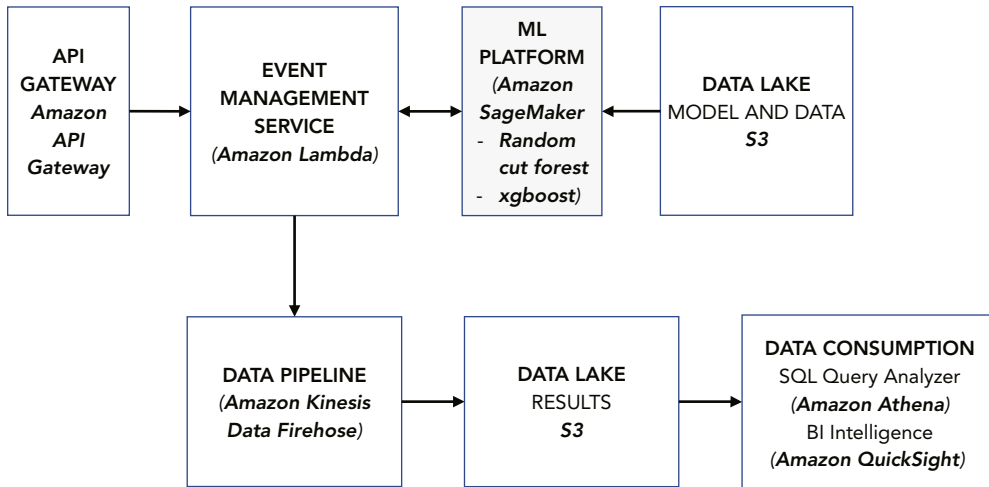 API
GATEWAY
Amazon
API
Gateway
EVENT
MANAGEMENT
SERVICE
(Amazon Lambda)
ML
PLATFORM
(Amazon
SageMaker
- Random
cut forest
- xgboost)
DATA LAKE
MODEL AND DATA
S3
DATA PIPELINE
(Amazon Kinesis
Data Firehose)
DATA LAKE
RESULTS
S3
DATA CONSUMPTION
SQL Query Analyzer
(Amazon Athena)
BI Intelligence
(Amazon QuickSight)